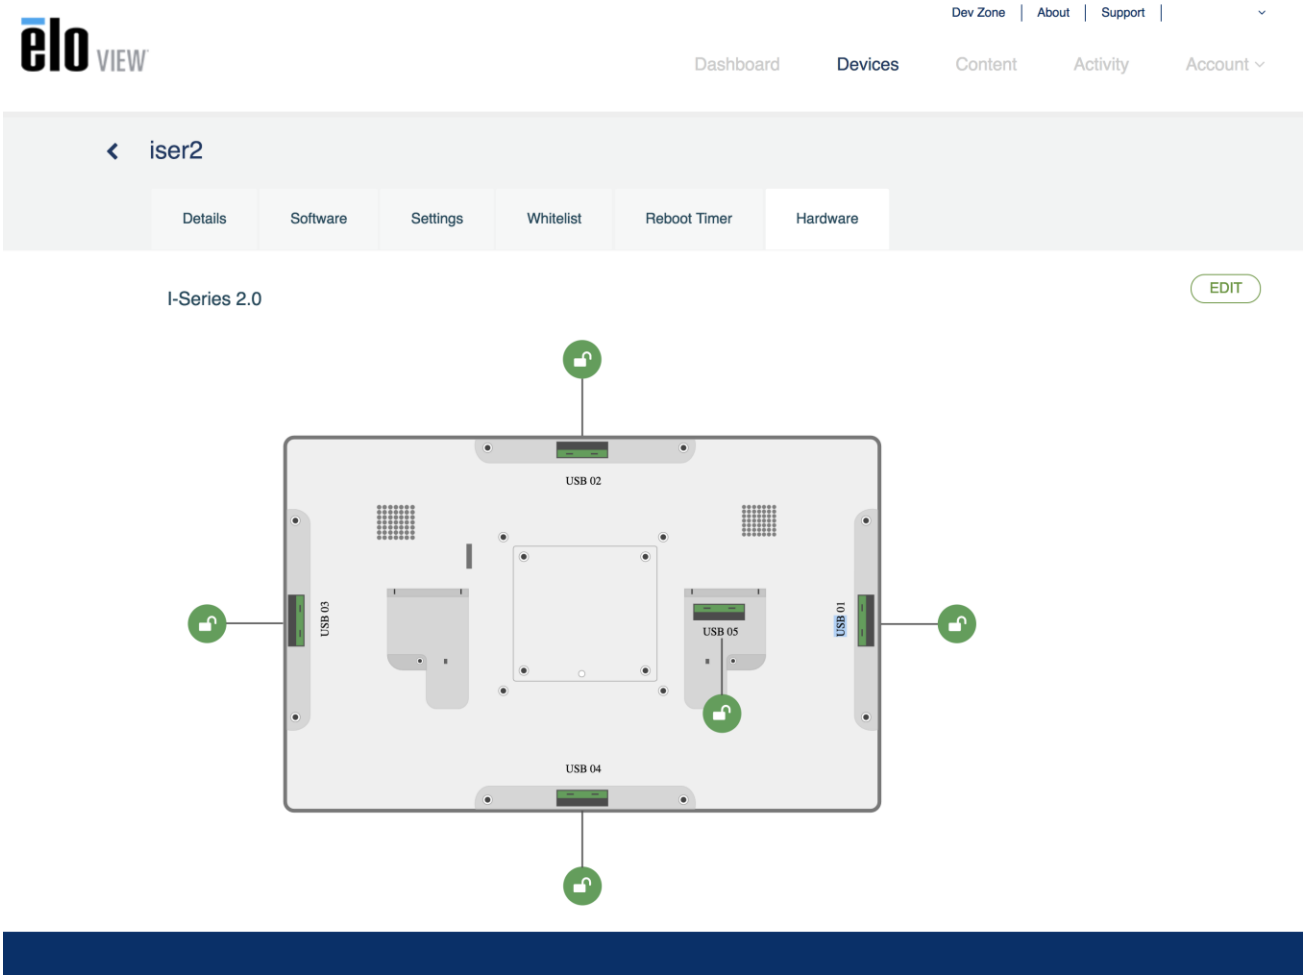 Dev Zone | About | Support |
ēlo VIEW
Dashboard Devices Content Activity Account
iser2
Details Software Settings Whitelist Reboot Timer Hardware
I-Series 2.0
EDIT
USB 02
USB 03
USB 05
USB 01
USB 04